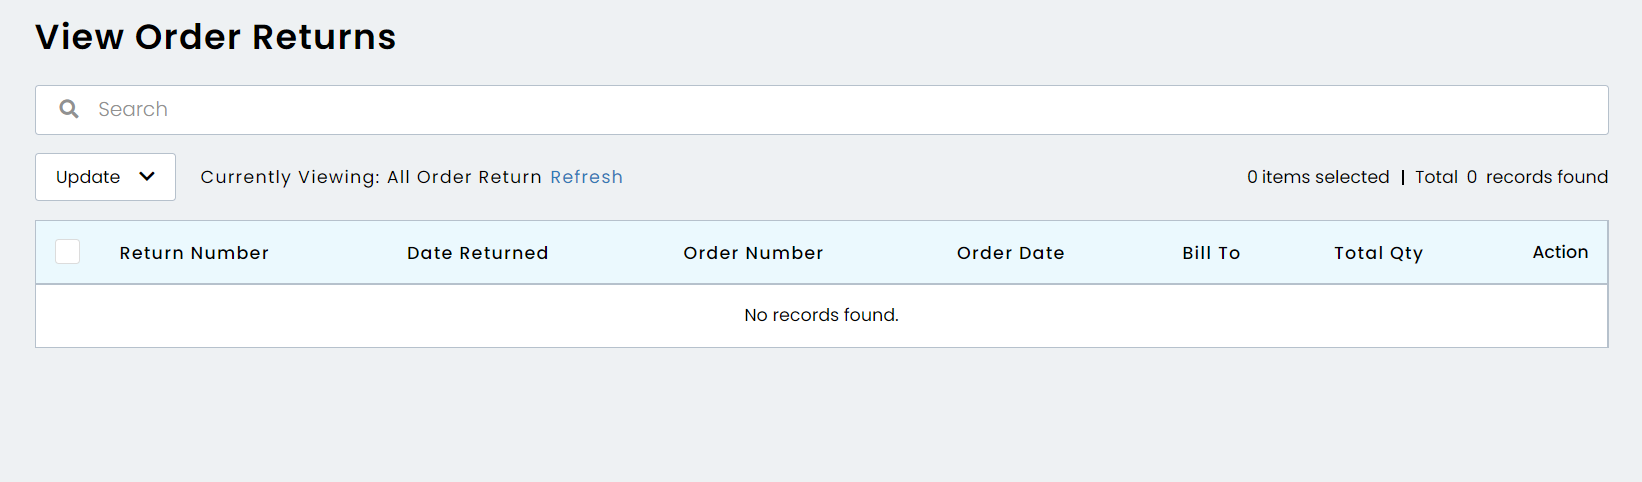 View Order Returns
Search
Update Currently Viewing: All Order Return Refresh 0 items selected | Total 0 records found
Return Number Date Returned Order Number Order Date Bill To Total Qty Action
No records found.